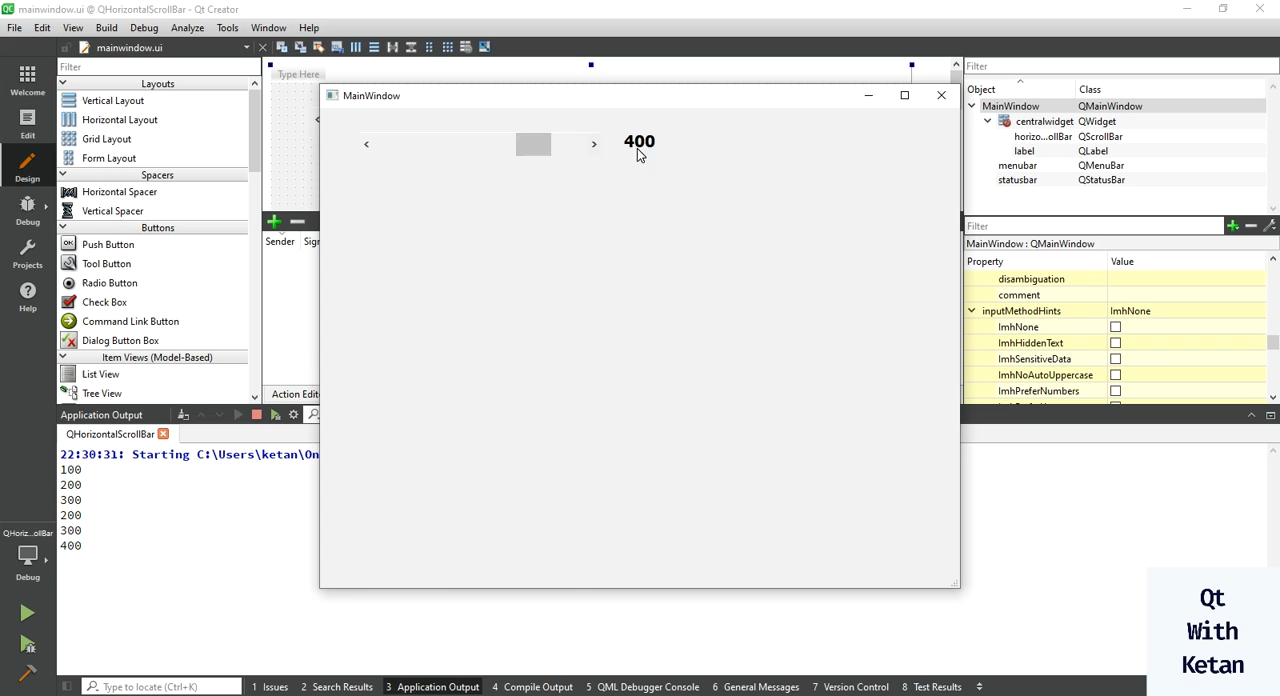 QC mainwindow.ui @ QHorizontalScrollBar - Qt Creator
File Edit View Build Debug Analyze Tools Window Help
mainwindow.ui
Filter
Layouts
Vertical Layout
Horizontal Layout
Grid Layout
Form Layout
Spacers
Horizontal Spacer
Vertical Spacer
Buttons
Push Button
Tool Button
Radio Button
Check Box
Command Link Button
Dialog Button Box
Item Views (Model-Based)
List View
Tree View
Welcome
Edit
Design
Debug
Projects
Help
QHoriz...ollBar
Debug
Type Here
MainWindow
< > 400
Sender Sig
Action Edit
Filter
Object Class
MainWindow QMainWindow
centralwidget QWidget
horizo...ollBar QScrollBar
label QLabel
menubar QMenuBar
statusbar QStatusBar
Filter
MainWindow : QMainWindow
Property Value
disambiguation
comment
inputMethodHints ImhNone
ImhNone
ImhHiddenText
ImhSensitiveData
ImhNoAutoUppercase
ImhPreferNumbers
Application Output
QHorizontalScrollBar
22:30:31: Starting C:\Users\ketan\On
100
200
300
200
300
400
Qt
With
Ketan
Type to locate (Ctrl+K) 1 Issues 2 Search Results 3 Application Output 4 Compile Output 5 QML Debugger Console 6 General Messages 7 Version Control 8 Test Results